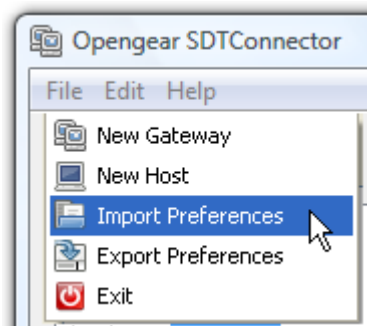 Opengear SDTConnector
File Edit Help
New Gateway
New Host
Import Preferences
Export Preferences
Exit